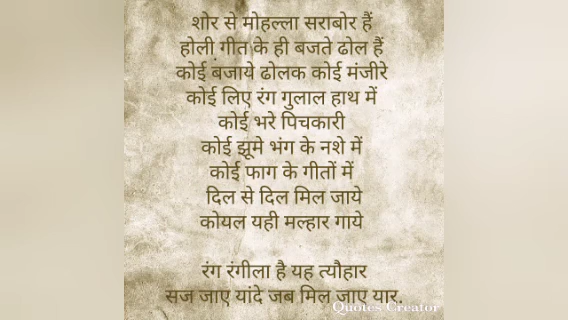 शोर से मोहल्ला सराबोर हैं
होली गीत के ही बजते ढोल हैं
कोई बजाये ढोलक कोई मंजीरे
कोई लिए रंग गुलाल हाथ में
कोई भरे पिचकारी
कोई झूमे भंग के नशे में
कोई फाग के गीतों में
दिल से दिल मिल जाये
कोयल यही मल्हार गाये
रंग रंगीला है यह त्यौहार
सज जाए यांदे जब मिल जाए यार.
Quotes Creator